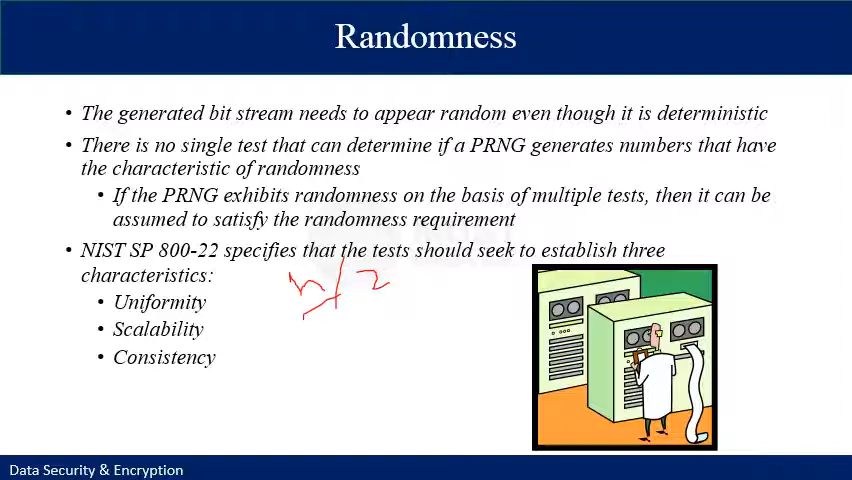 Randomness
• The generated bit stream needs to appear random even though it is deterministic
• There is no single test that can determine if a PRNG generates numbers that have
the characteristic of randomness
• If the PRNG exhibits randomness on the basis of multiple tests, then it can be
assumed to satisfy the randomness requirement
• NIST SP 800-22 specifies that the tests should seek to establish three
characteristics:
n/2
• Uniformity
• Scalability
• Consistency
Data Security & Encryption